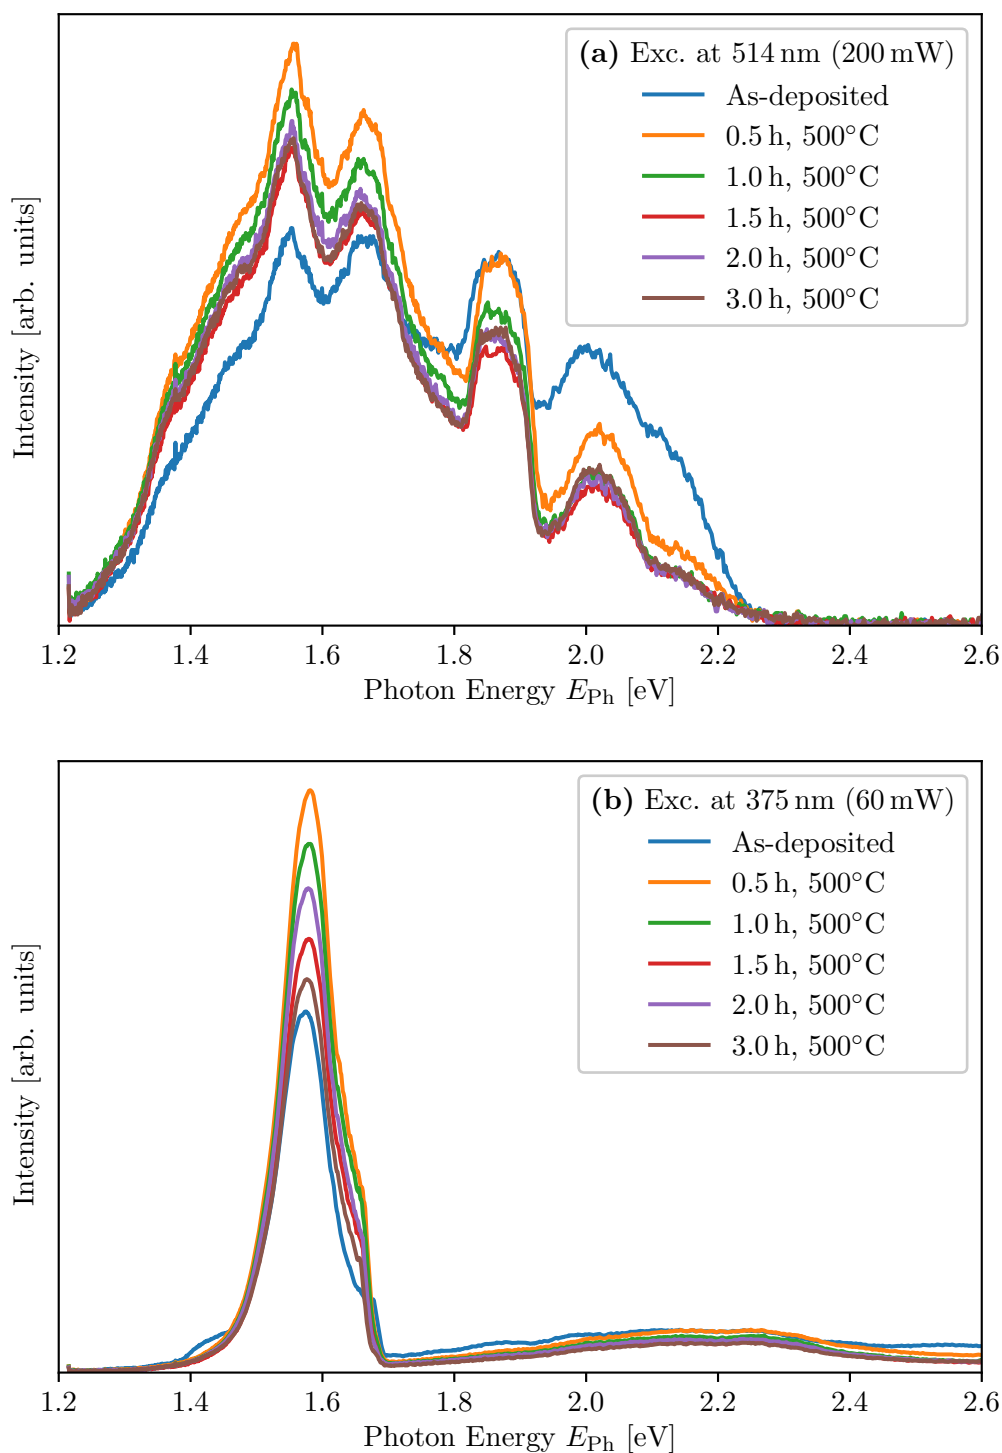 Intensity [arb. units]
(a) Exc. at 514 nm (200 mW)
As-deposited
0.5 h, 500°C
1.0 h, 500°C
1.5 h, 500°C
2.0 h, 500°C
3.0 h, 500°C
1.2 1.4 1.6 1.8 2.0 2.2 2.4 2.6
Photon Energy E_Ph [eV]
Intensity [arb. units]
(b) Exc. at 375 nm (60 mW)
As-deposited
0.5 h, 500°C
1.0 h, 500°C
1.5 h, 500°C
2.0 h, 500°C
3.0 h, 500°C
1.2 1.4 1.6 1.8 2.0 2.2 2.4 2.6
Photon Energy E_Ph [eV]